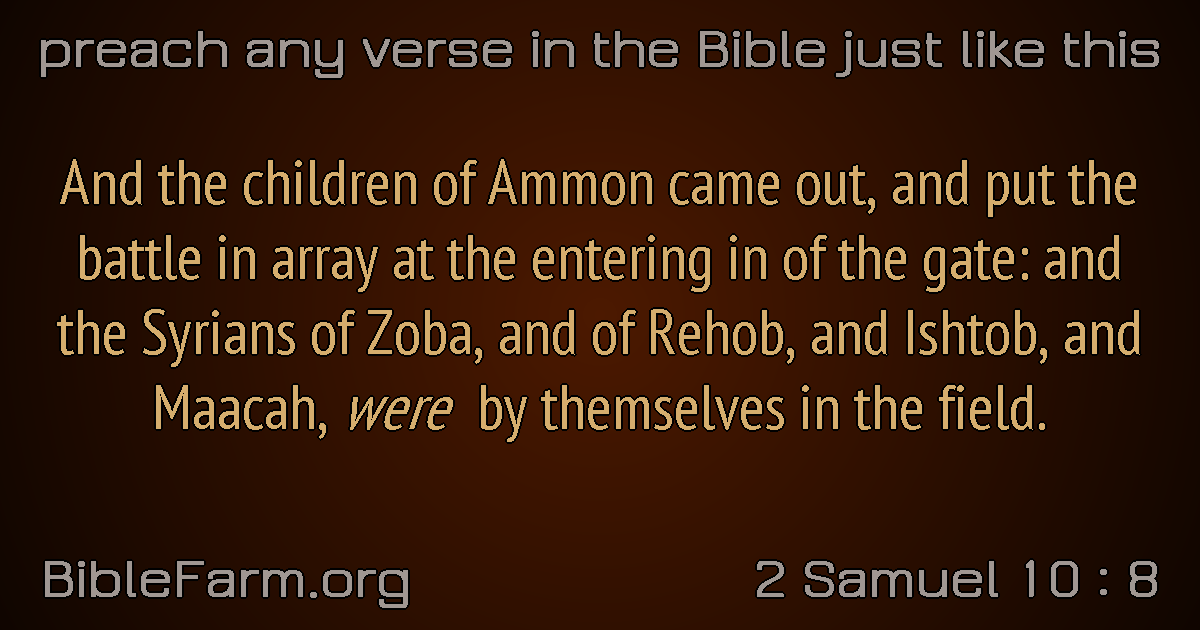 preach any verse in the Bible just like this
And the children of Ammon came out, and put the
battle in array at the entering in of the gate: and
the Syrians of Zoba, and of Rehob, and Ishtob, and
Maacah, were by themselves in the field.
BibleFarm.org
2 Samuel 10 : 8